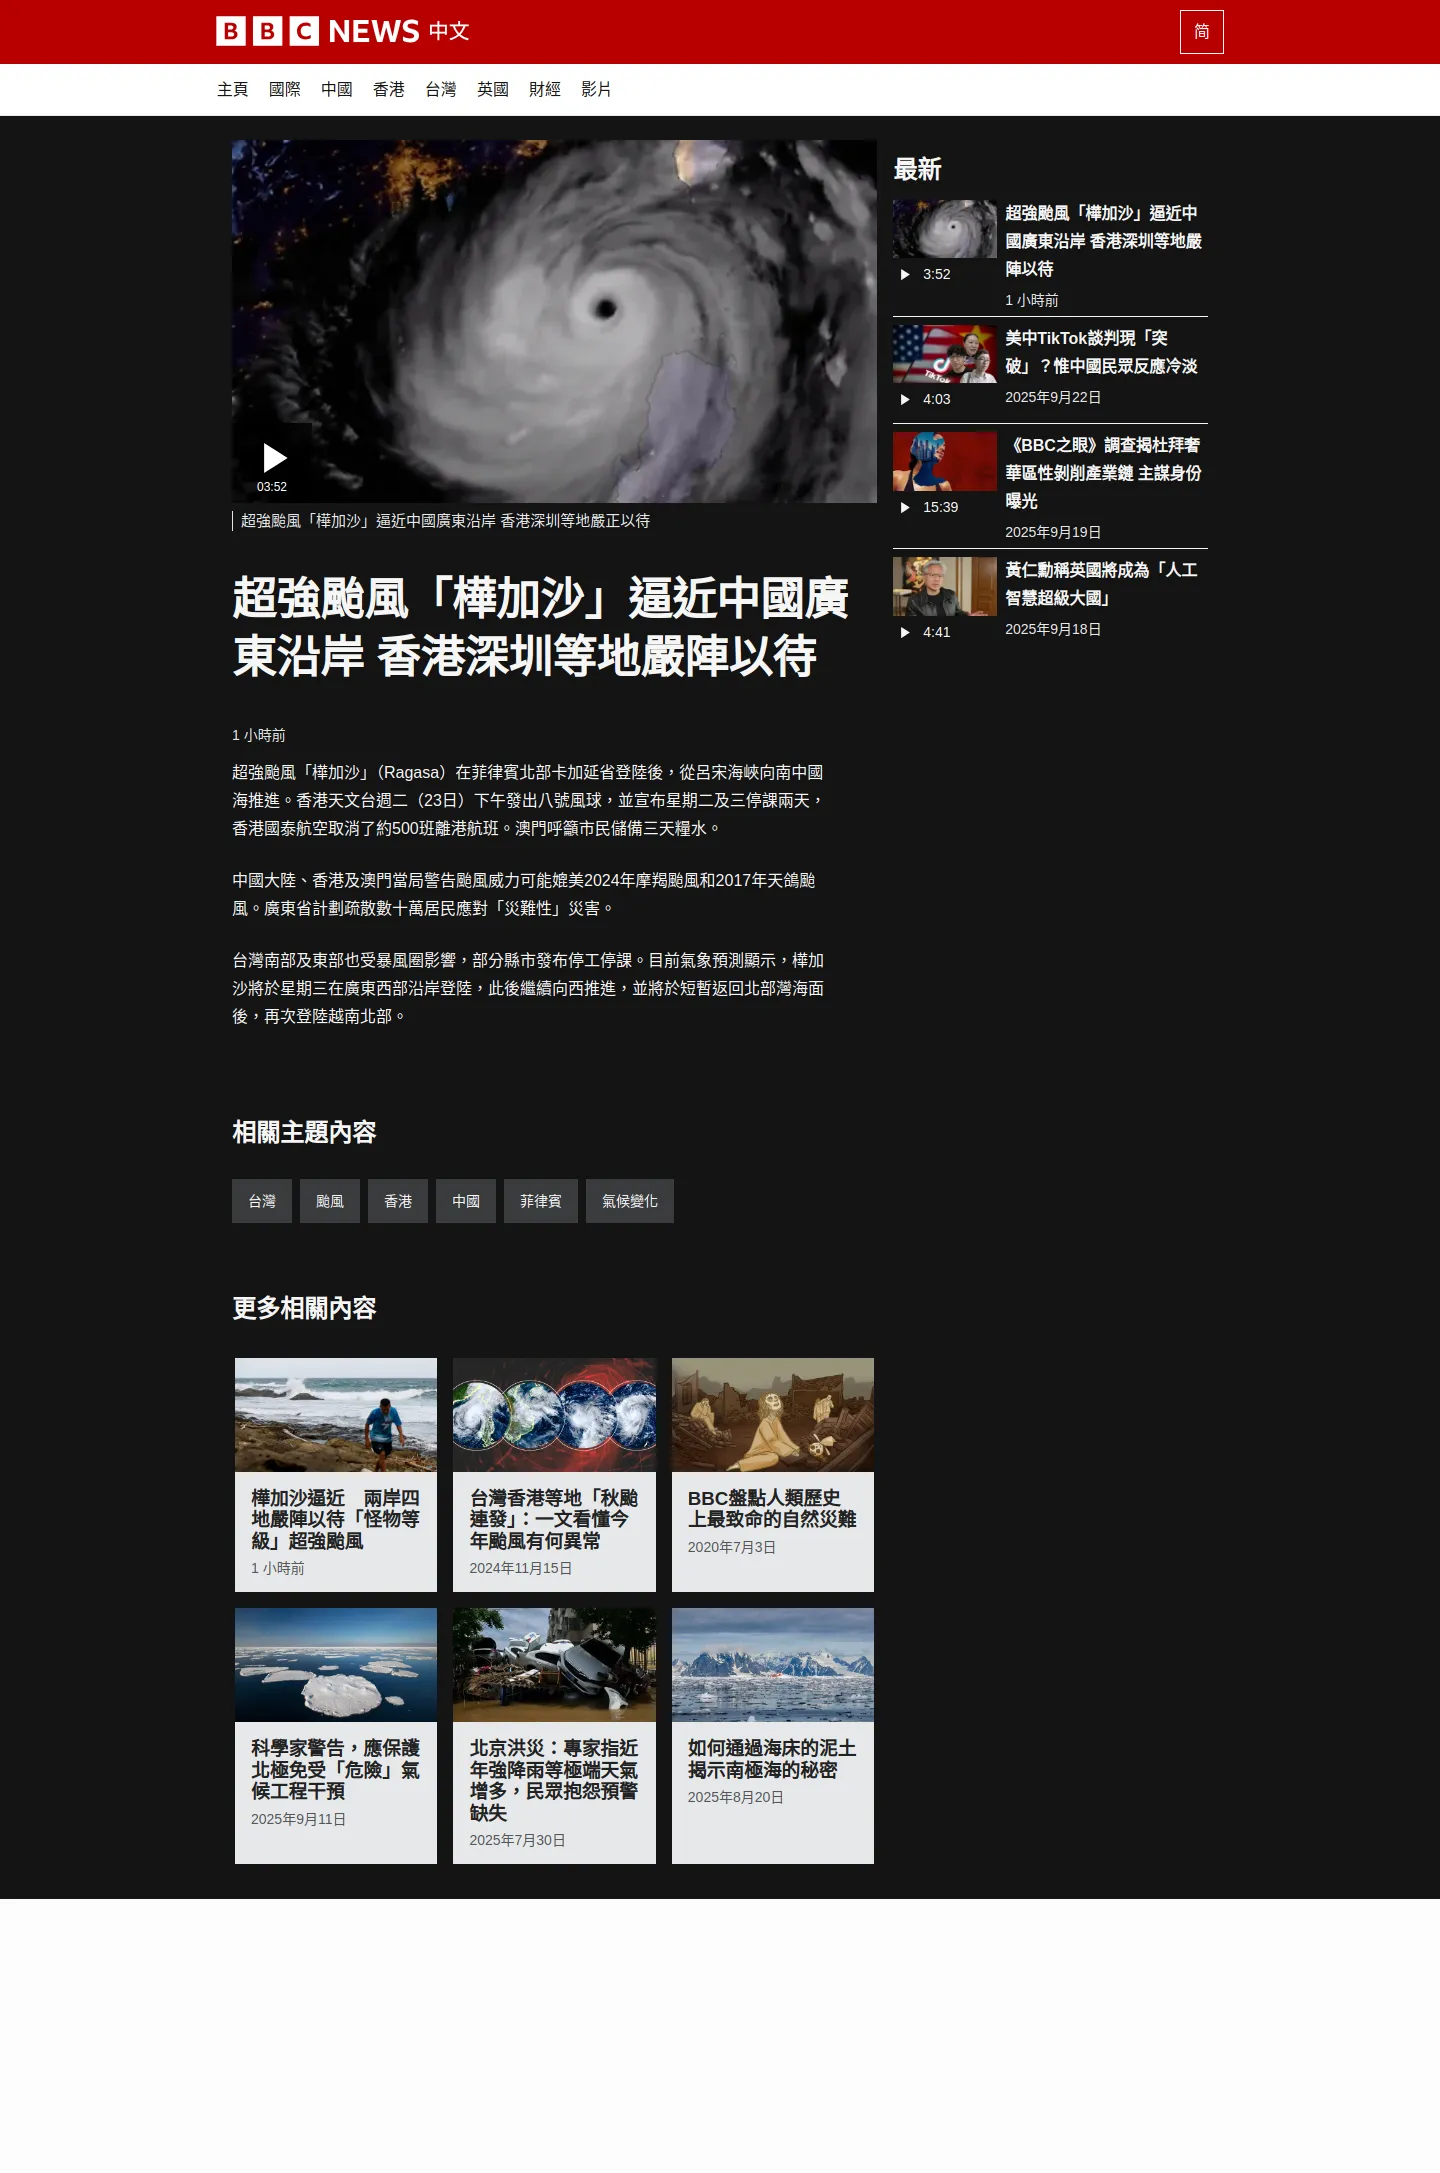 BBC NEWS 中文
简
主頁 國際 中國 香港 台灣 英國 財經 影片
03:52
超強颱風「樺加沙」逼近中國廣東沿岸 香港深圳等地嚴正以待
超強颱風「樺加沙」逼近中國廣
東沿岸 香港深圳等地嚴陣以待
1 小時前
超強颱風「樺加沙」（Ragasa）在菲律賓北部卡加延省登陸後，從呂宋海峽向南中國
海推進。香港天文台週二（23日）下午發出八號風球，並宣布星期二及三停課兩天，
香港國泰航空取消了約500班離港航班。澳門呼籲市民儲備三天糧水。
中國大陸、香港及澳門當局警告颱風威力可能媲美2024年摩羯颱風和2017年天鴿颱
風。廣東省計劃疏散數十萬居民應對「災難性」災害。
台灣南部及東部也受暴風圈影響，部分縣市發布停工停課。目前氣象預測顯示，樺加
沙將於星期三在廣東西部沿岸登陸，此後繼續向西推進，並將於短暫返回北部灣海面
後，再次登陸越南北部。
最新
超強颱風「樺加沙」逼近中
國廣東沿岸 香港深圳等地嚴
陣以待
3:52
1 小時前
美中TikTok談判現「突
破」？惟中國民眾反應冷淡
TikTok
4:03
2025年9月22日
《BBC之眼》調查揭杜拜奢
華區性剝削產業鏈 主謀身份
曝光
15:39
2025年9月19日
黃仁勳稱英國將成為「人工
智慧超級大國」
4:41
2025年9月18日
相關主題內容
台灣 颱風 香港 中國 菲律賓 氣候變化
更多相關內容
樺加沙逼近　兩岸四
地嚴陣以待「怪物等
級」超強颱風
1 小時前
台灣香港等地「秋颱
連發」：一文看懂今
年颱風有何異常
2024年11月15日
BBC盤點人類歷史
上最致命的自然災難
2020年7月3日
科學家警告，應保護
北極免受「危險」氣
候工程干預
2025年9月11日
北京洪災：專家指近
年強降雨等極端天氣
增多，民眾抱怨預警
缺失
2025年7月30日
如何通過海床的泥土
揭示南極海的秘密
2025年8月20日